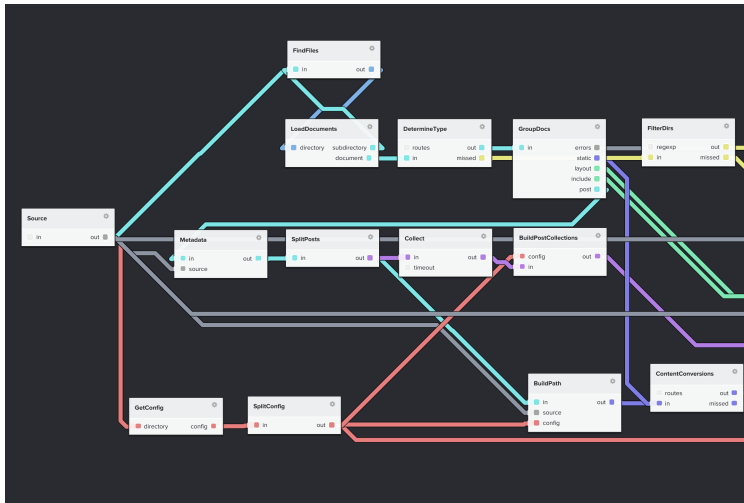 FindFiles
in out
LoadDocuments
directory subdirectory
document
DetermineType
routes out
in missed
GroupDocs
in errors
static
layout
include
post
FilterDirs
regexp out
in missed
Source
in out
Metadata
in out
source
SplitPosts
in out
Collect
in out
timeout
BuildPostCollections
config out
in
GetConfig
directory config
SplitConfig
in out
BuildPath
in out
source
config
ContentConversions
routes out
in missed